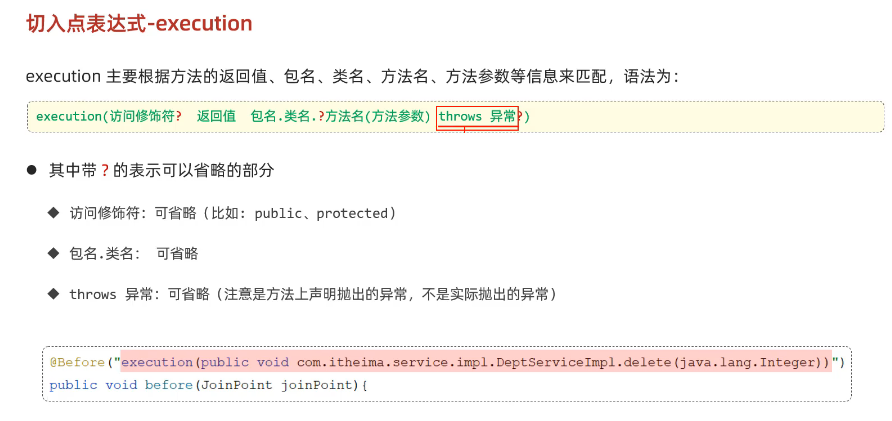 切入点表达式-execution
execution 主要根据方法的返回值、包名、类名、方法名、方法参数等信息来匹配，语法为：
execution(访问修饰符? 返回值 包名.类名.?方法名(方法参数) throws 异常?)
其中带 ? 的表示可以省略的部分
访问修饰符：可省略（比如: public、protected）
包名.类名： 可省略
throws 异常：可省略（注意是方法上声明抛出的异常，不是实际抛出的异常）
@Before("execution(public void com.itheima.service.impl.DeptServiceImpl.delete(java.lang.Integer))")
public void before(JoinPoint joinPoint){